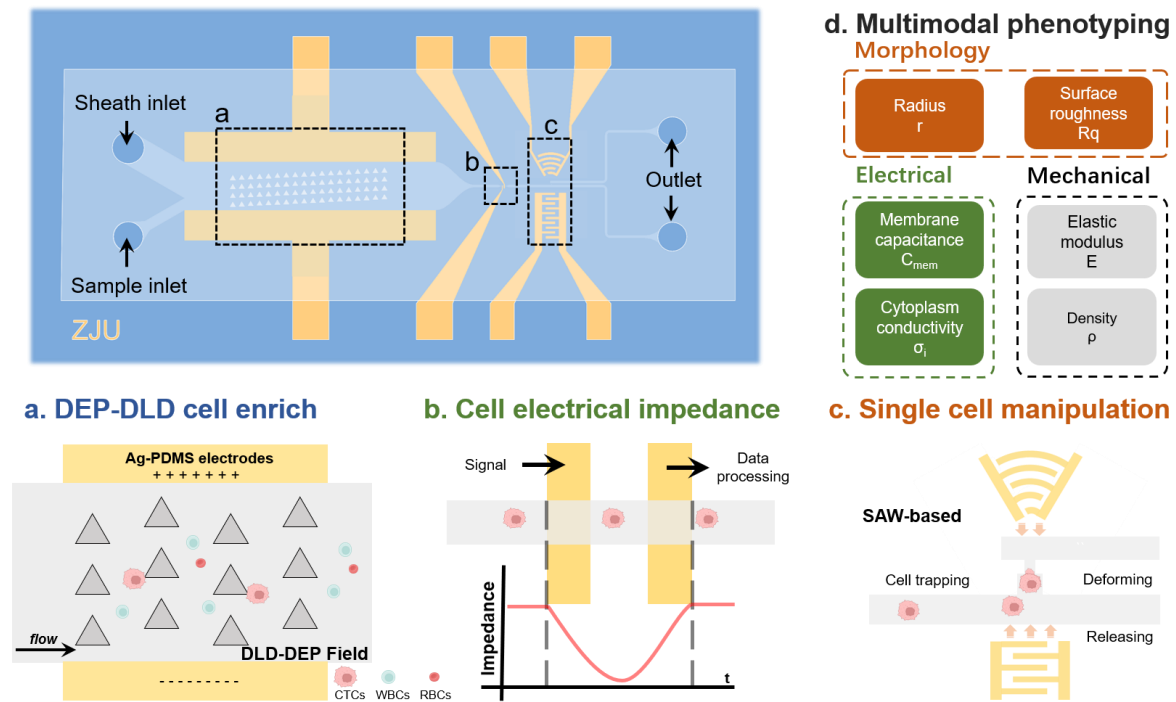 Sheath inlet
Sample inlet
a
b
c
Outlet
ZJU
d. Multimodal phenotyping
Morphology
Radius
r
Surface
roughness
Rq
Electrical
Membrane
capacitance
Cmem
Cytoplasm
conductivity
σi
Mechanical
Elastic
modulus
E
Density
ρ
a. DEP-DLD cell enrich
Ag-PDMS electrodes
+ + + + + + +
flow
DLD-DEP Field
- - - - - - - - -
CTCs
WBCs
RBCs
b. Cell electrical impedance
Signal
Data
processing
Impedance
t
c. Single cell manipulation
SAW-based
Cell trapping
Deforming
Releasing